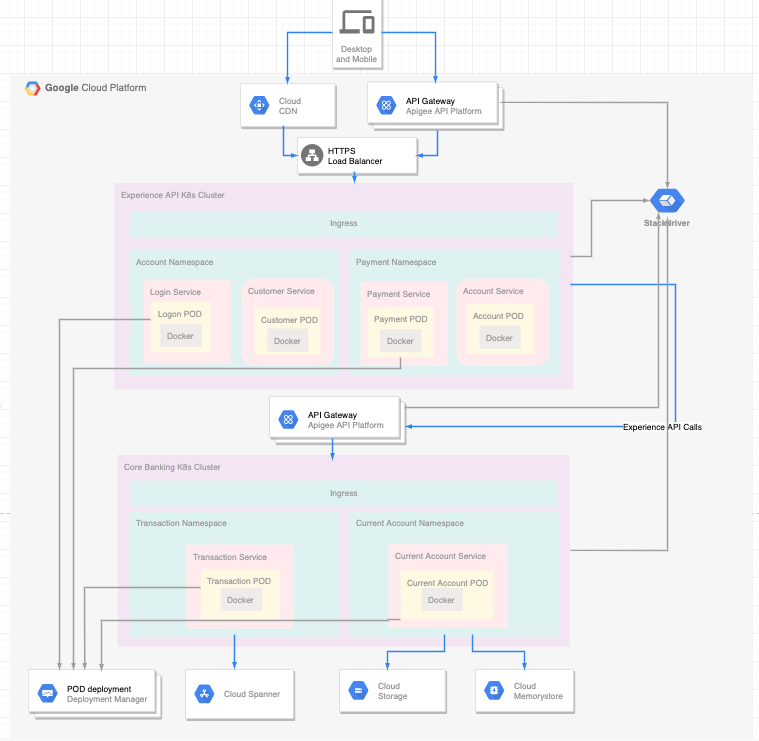 Desktop
and Mobile
Google Cloud Platform
Cloud
CDN
API Gateway
Apigee API Platform
HTTPS
Load Balancer
Experience API K8s Cluster
Stackdriver
Ingress
Account Namespace
Payment Namespace
Login Service
Customer Service
Payment Service
Account Service
Logon POD
Customer POD
Payment POD
Account POD
Docker
Docker
Docker
Docker
API Gateway
Apigee API Platform
Experience API Calls
Core Banking K8s Cluster
Ingress
Transaction Namespace
Current Account Namespace
Transaction Service
Current Account Service
Transaction POD
Current Account POD
Docker
Docker
POD deployment
Deployment Manager
Cloud Spanner
Cloud
Storage
Cloud
Memorystore